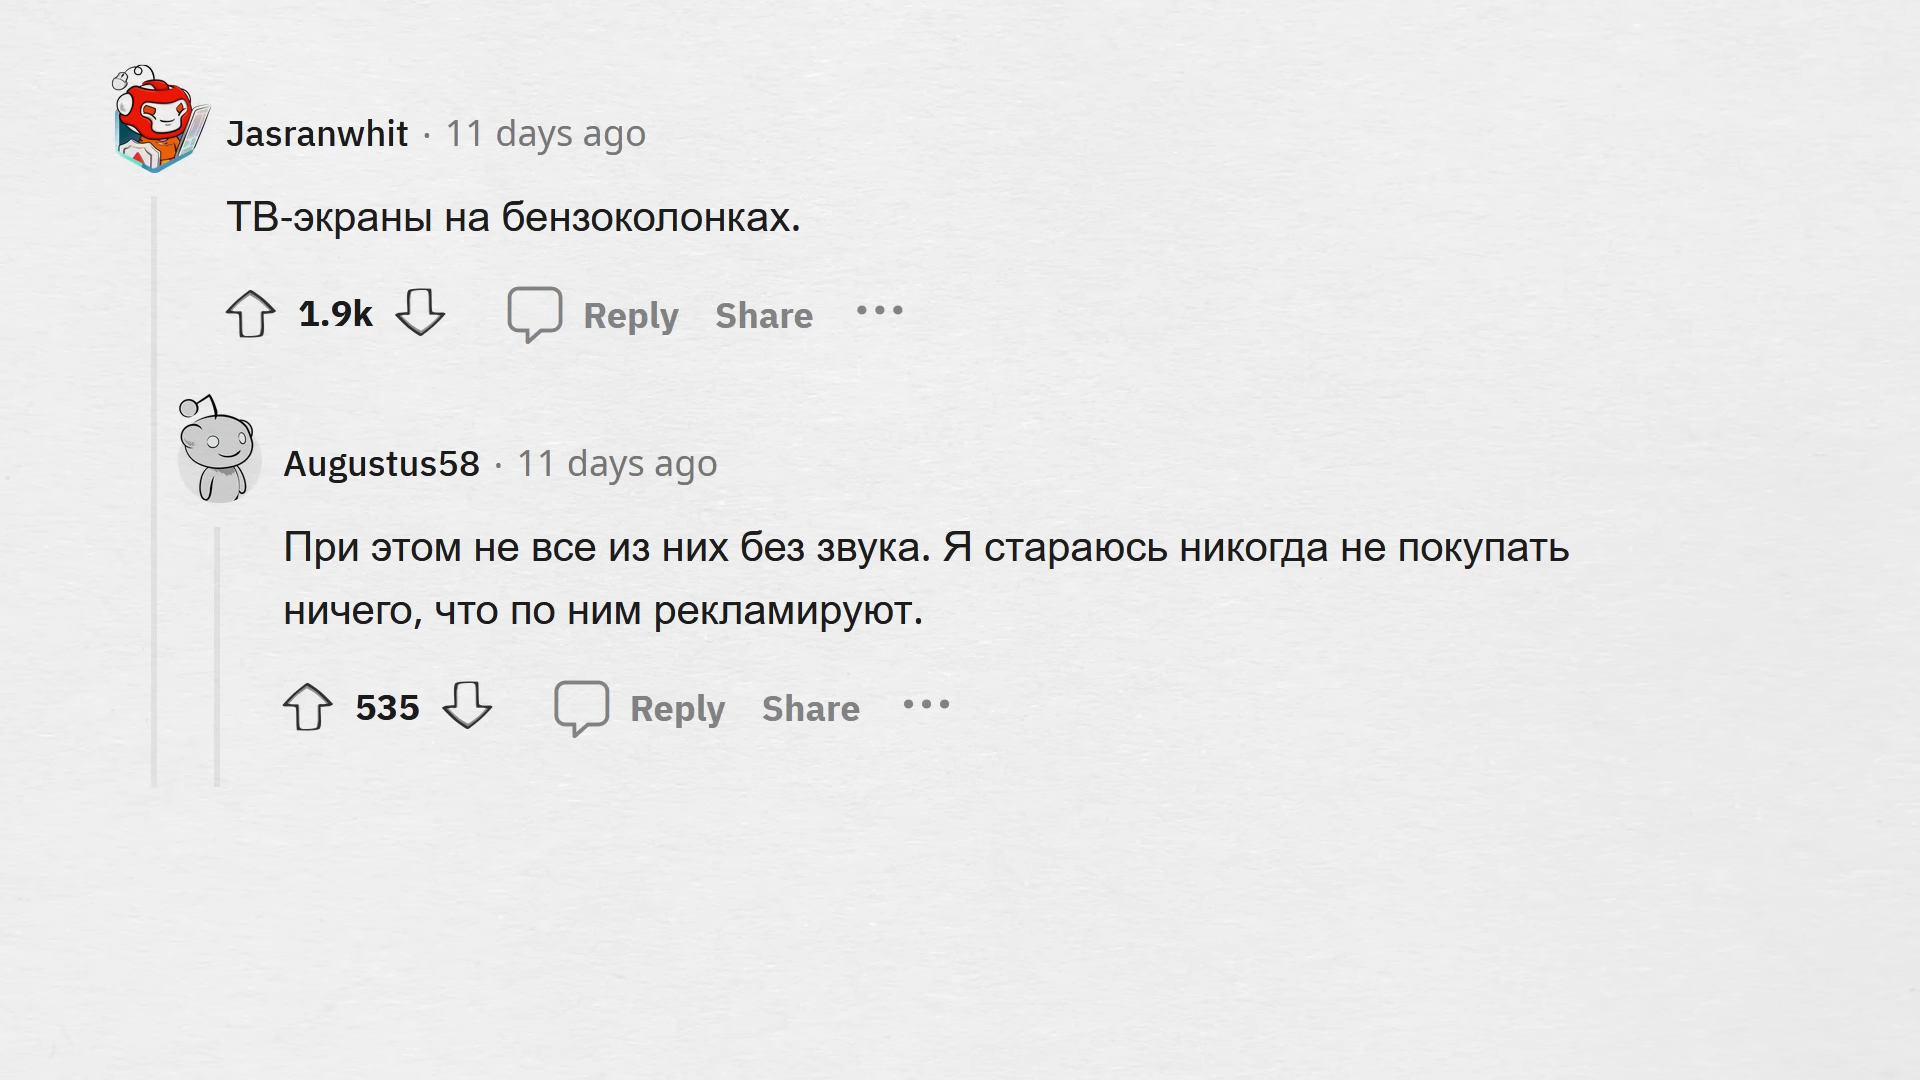 Jasranwhit · 11 days ago
ТВ-экраны на бензоколонках.
1.9k Reply Share •••
Augustus58 · 11 days ago
При этом не все из них без звука. Я стараюсь никогда не покупать
ничего, что по ним рекламируют.
535 Reply Share •••